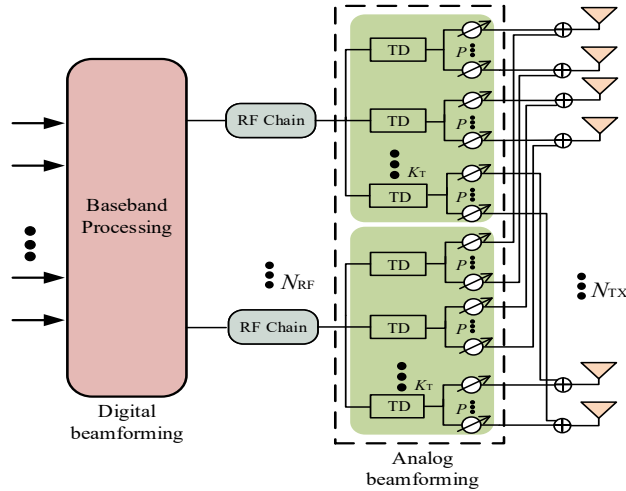 TD
P
RF Chain
TD
P
K_T
TD
P
Baseband
Processing
TD
P
N_RF
N_TX
RF Chain
TD
P
K_T
TD
P
Digital
beamforming
Analog
beamforming